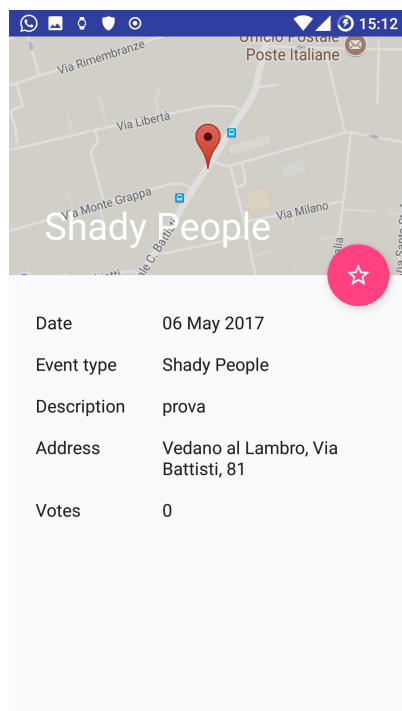 15:12
Ufficio Postale
Poste Italiane
Via Rimembranze
Via Libertà
Via Monte Grappa
Via Milano
Shady People
Date 06 May 2017
Event type Shady People
Description prova
Address Vedano al Lambro, Via
Battisti, 81
Votes 0